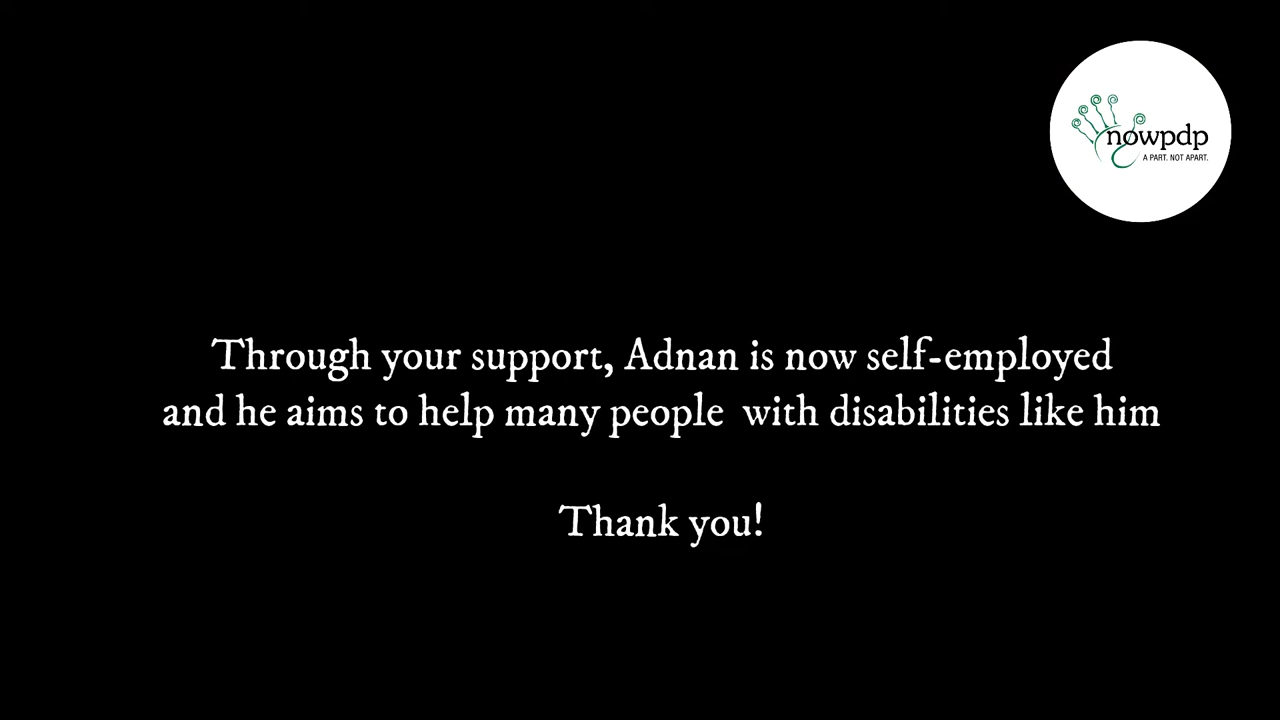 nowpdp
A PART. NOT APART.
Through your support, Adnan is now self-employed
and he aims to help many people  with disabilities like him
Thank you!